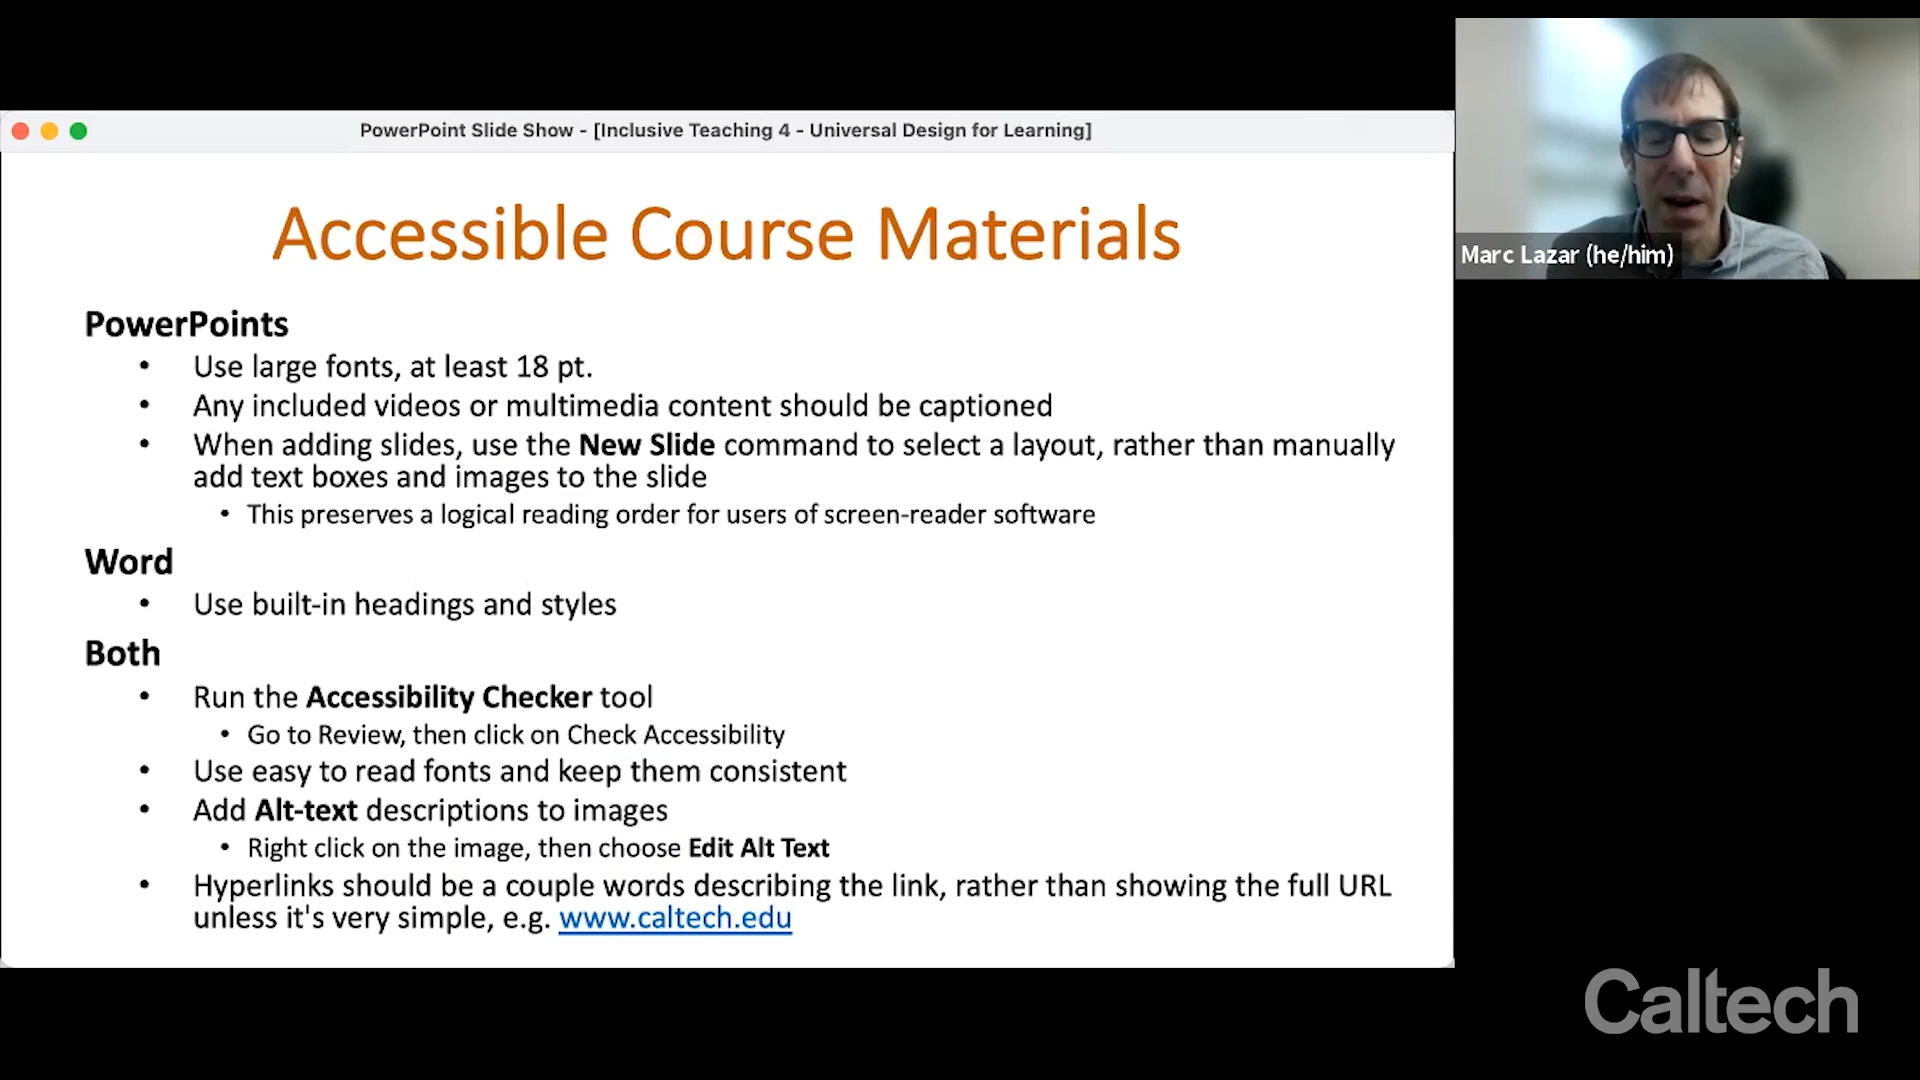 PowerPoint Slide Show - [Inclusive Teaching 4 - Universal Design for Learning]
Accessible Course Materials
PowerPoints
• Use large fonts, at least 18 pt.
• Any included videos or multimedia content should be captioned
• When adding slides, use the New Slide command to select a layout, rather than manually
add text boxes and images to the slide
• This preserves a logical reading order for users of screen-reader software
Word
• Use built-in headings and styles
Both
• Run the Accessibility Checker tool
• Go to Review, then click on Check Accessibility
• Use easy to read fonts and keep them consistent
• Add Alt-text descriptions to images
• Right click on the image, then choose Edit Alt Text
• Hyperlinks should be a couple words describing the link, rather than showing the full URL
unless it's very simple, e.g. www.caltech.edu
Marc Lazar (he/him)
Caltech